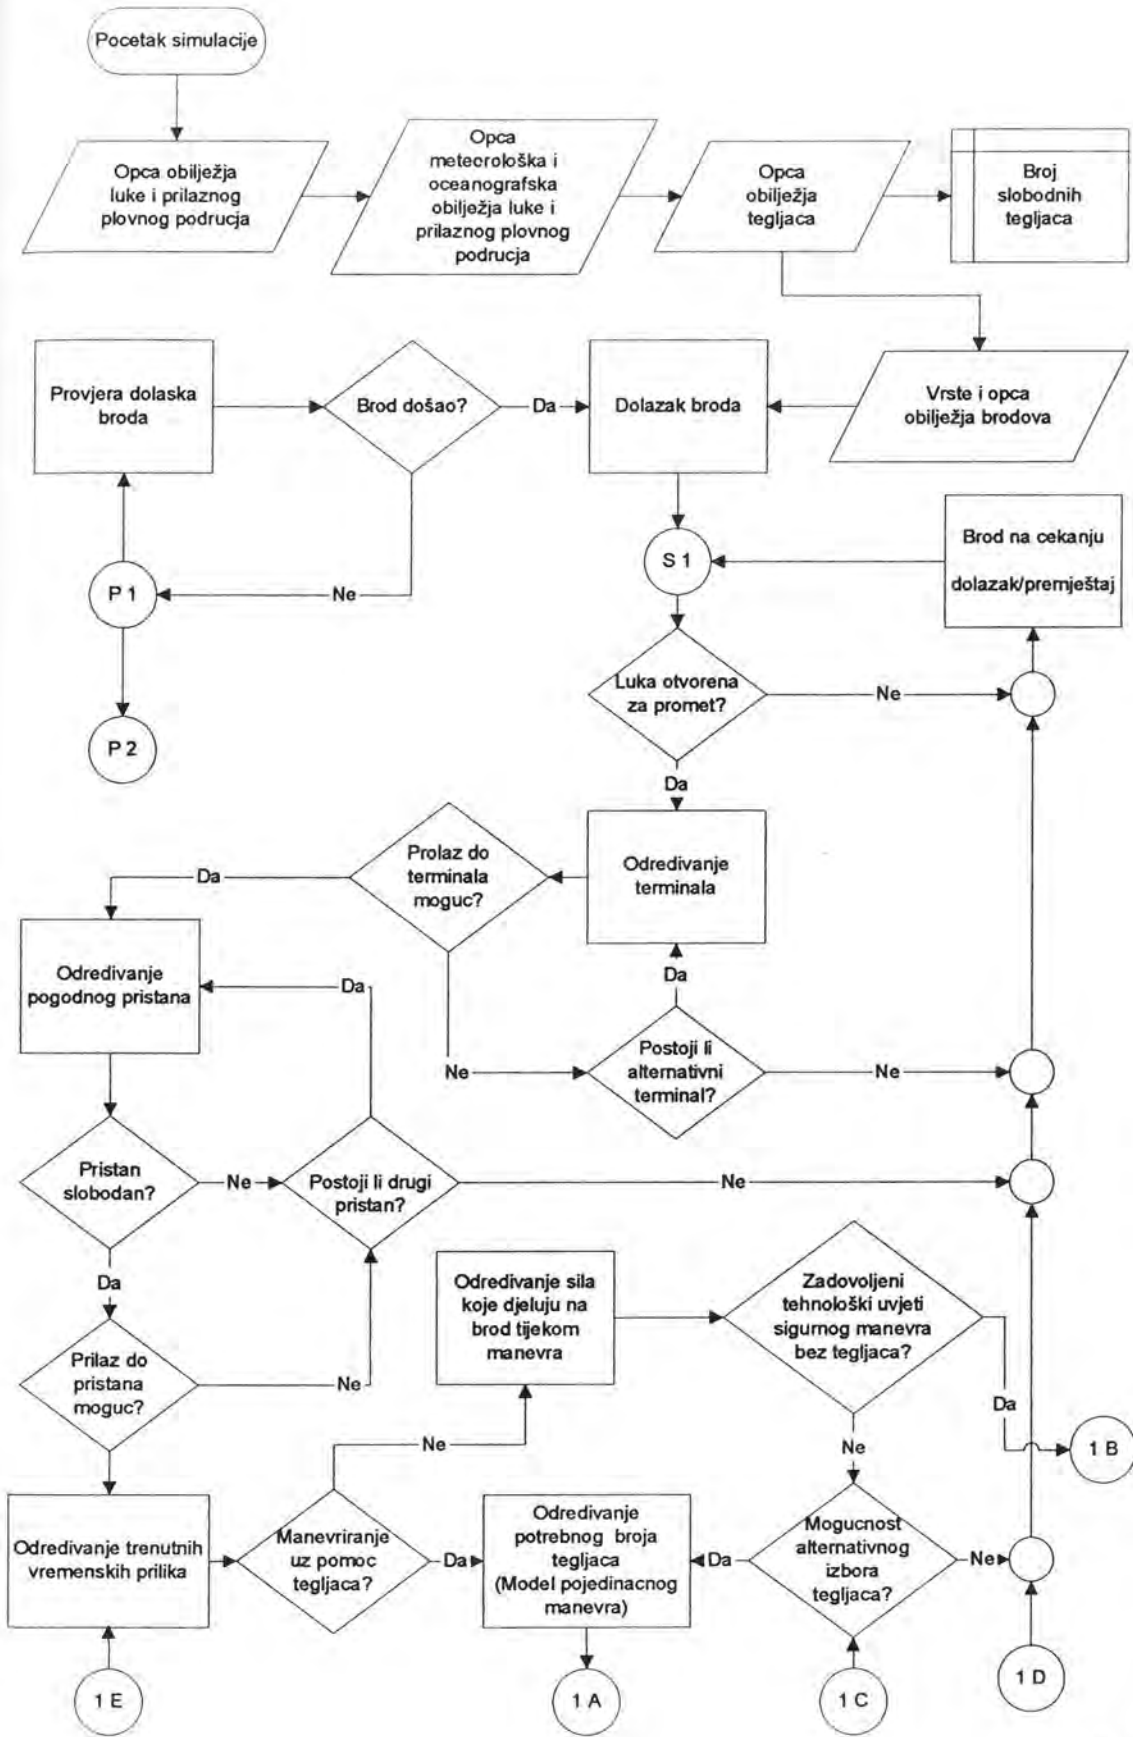 Pocetak simulacije
Opca obilježja
luke i prilaznog
plovnog podrucja
Opca
meteorološka i
oceanografska
obilježja luke i
prilaznog plovnog
podrucja
Opca
obilježja
tegljaca
Broj
slobodnih
tegljaca
Provjera dolaska
broda
Brod došao?
Da
Dolazak broda
Vrste i opca
obilježja brodova
P 1
Ne
S 1
Brod na cekanju
dolazak/premještaj
P 2
Luka otvorena
za promet?
Ne
Da
Prolaz do
terminala
moguc?
Odredivanje
terminala
Da
Odredivanje
pogodnog pristana
Da
Da
Ne
Postoji li
alternativni
terminal?
Ne
Pristan
slobodan?
Ne
Postoji li drugi
pristan?
Ne
Da
Odredivanje sila
koje djeluju na
brod tijekom
manevra
Zadovoljeni
tehnološki uvjeti
sigurnog manevra
bez tegljaca?
Prilaz do
pristana
moguc?
Ne
Da
Ne
Ne
1 B
Odredivanje trenutnih
vremenskih prilika
Manevriranje
uz pomoc
tegljaca?
Da
Odredivanje
potrebnog broja
tegljaca
(Model pojedinacnog
manevra)
Da
Mogucnost
alternativnog
izbora
tegljaca?
Ne
1 E
1 A
1 C
1 D